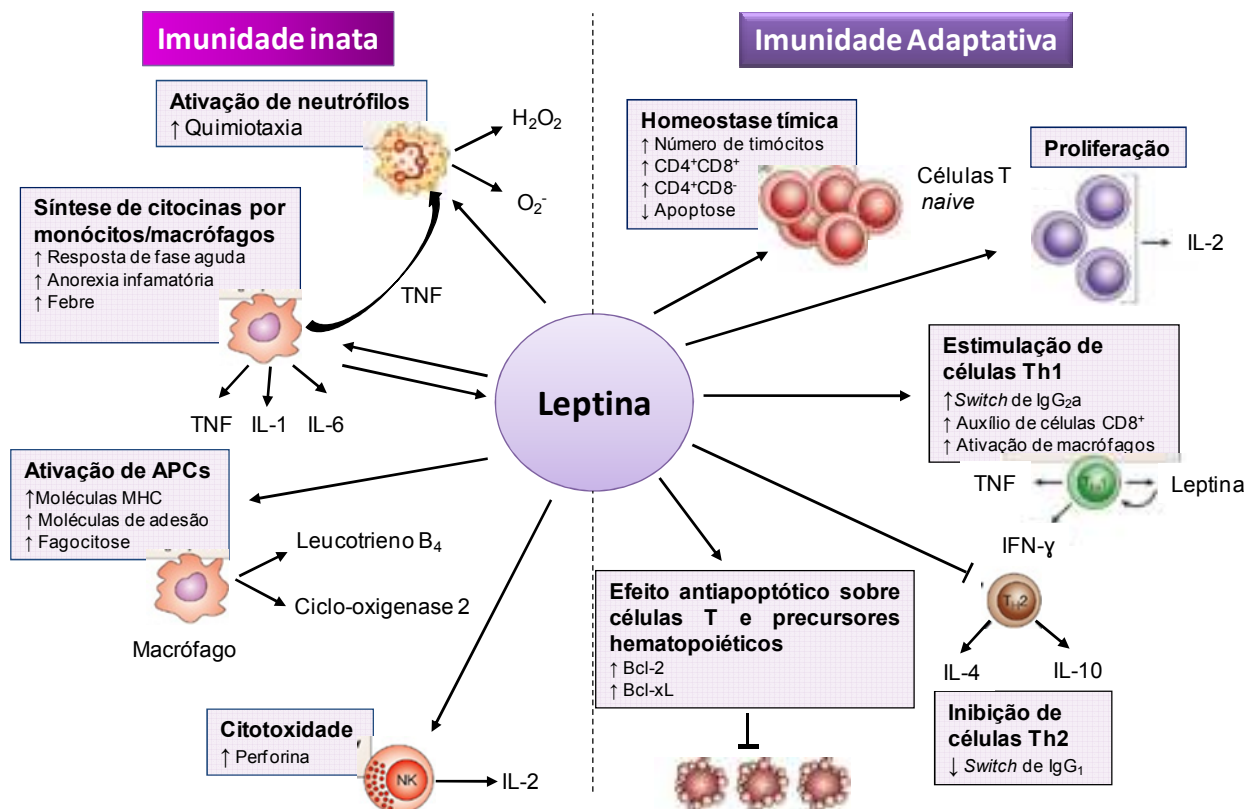 Imunidade inata
Ativação de neutrófilos
↑ Quimiotaxia
H₂O₂
O₂⁻
Síntese de citocinas por
monócitos/macrófagos
↑ Resposta de fase aguda
↑ Anorexia infamatória
↑ Febre
TNF
TNF
IL-1
IL-6
Ativação de APCs
↑Moléculas MHC
↑ Moléculas de adesão
↑ Fagocitose
Leucotrieno B₄
Ciclo-oxigenase 2
Macrófago
Citotoxidade
↑ Perforina
NK
IL-2
Leptina
Imunidade Adaptativa
Homeostase tímica
↑ Número de timócitos
↑ CD4⁺CD8⁺
↑ CD4⁺CD8⁻
↓ Apoptose
Células T
naive
Proliferação
IL-2
Estimulação de
células Th1
↑Switch de IgG₂a
↑ Auxílio de células CD8⁺
↑ Ativação de macrófagos
TNF
TH1
Leptina
IFN-ɣ
TH2
IL-4
IL-10
Inibição de
células Th2
↓ Switch de IgG₁
Efeito antiapoptótico sobre
células T e precursores
hematopoiéticos
↑ Bcl-2
↑ Bcl-xL